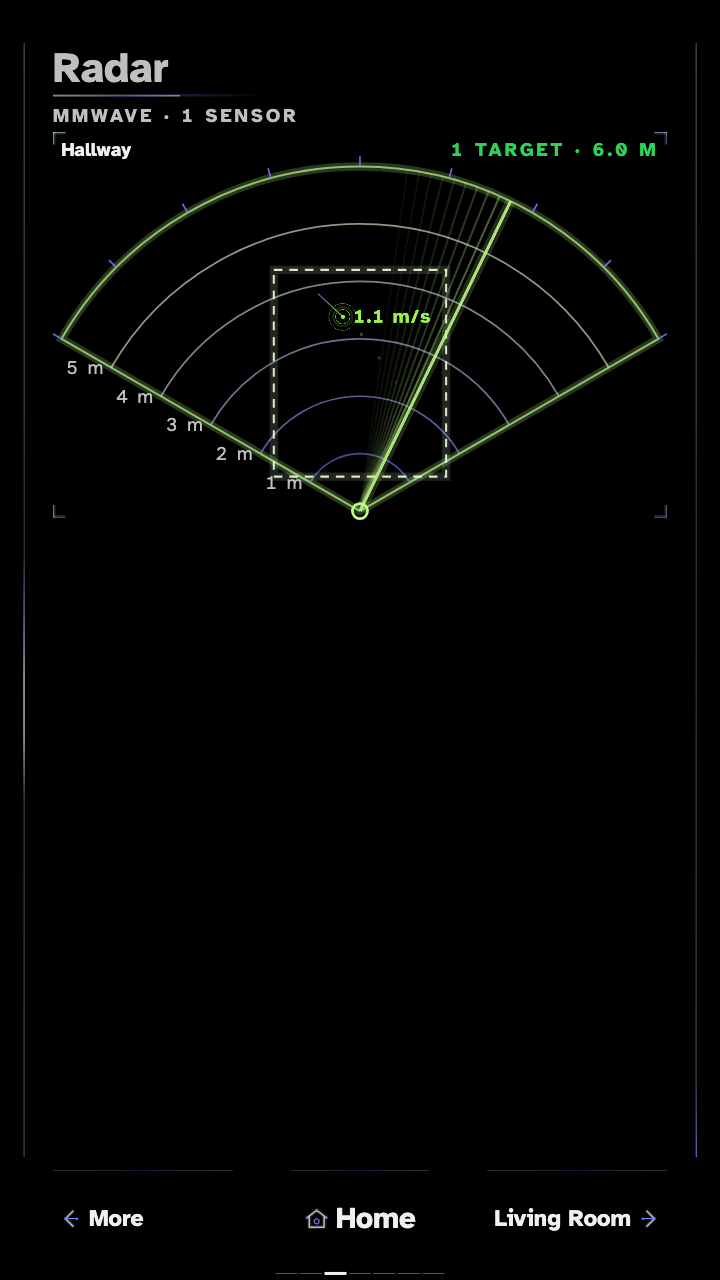 Radar
MMWAVE · 1 SENSOR
Hallway
1 TARGET · 6.0 M
1.1 m/s
5 m
4 m
3 m
2 m
1 m
More
Home
Living Room